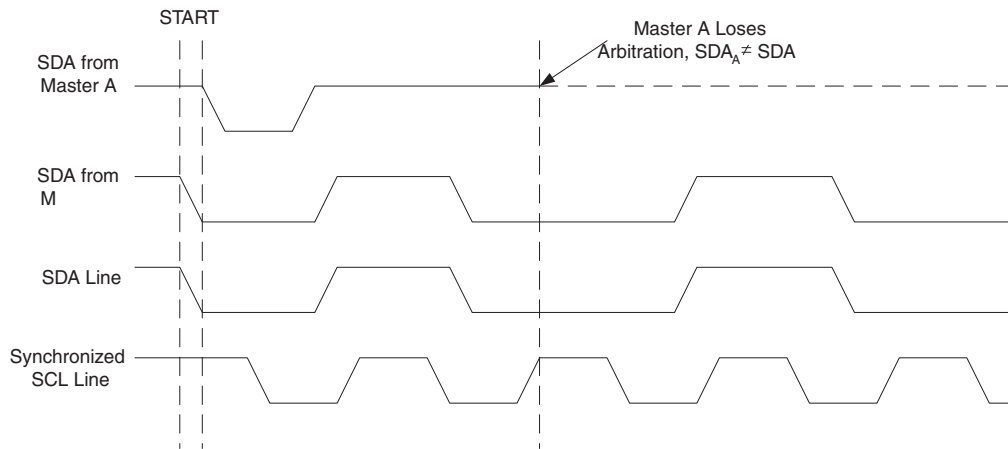 START
SDA from
Master A
Master A Loses
Arbitration, SDA_A ≠ SDA
SDA from
M
SDA Line
Synchronized
SCL Line